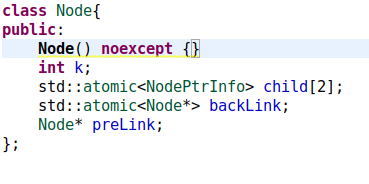 class Node{
public:
    Node() noexcept {}
    int k;
    std::atomic<NodePtrInfo> child[2];
    std::atomic<Node*> backLink;
    Node* preLink;
};